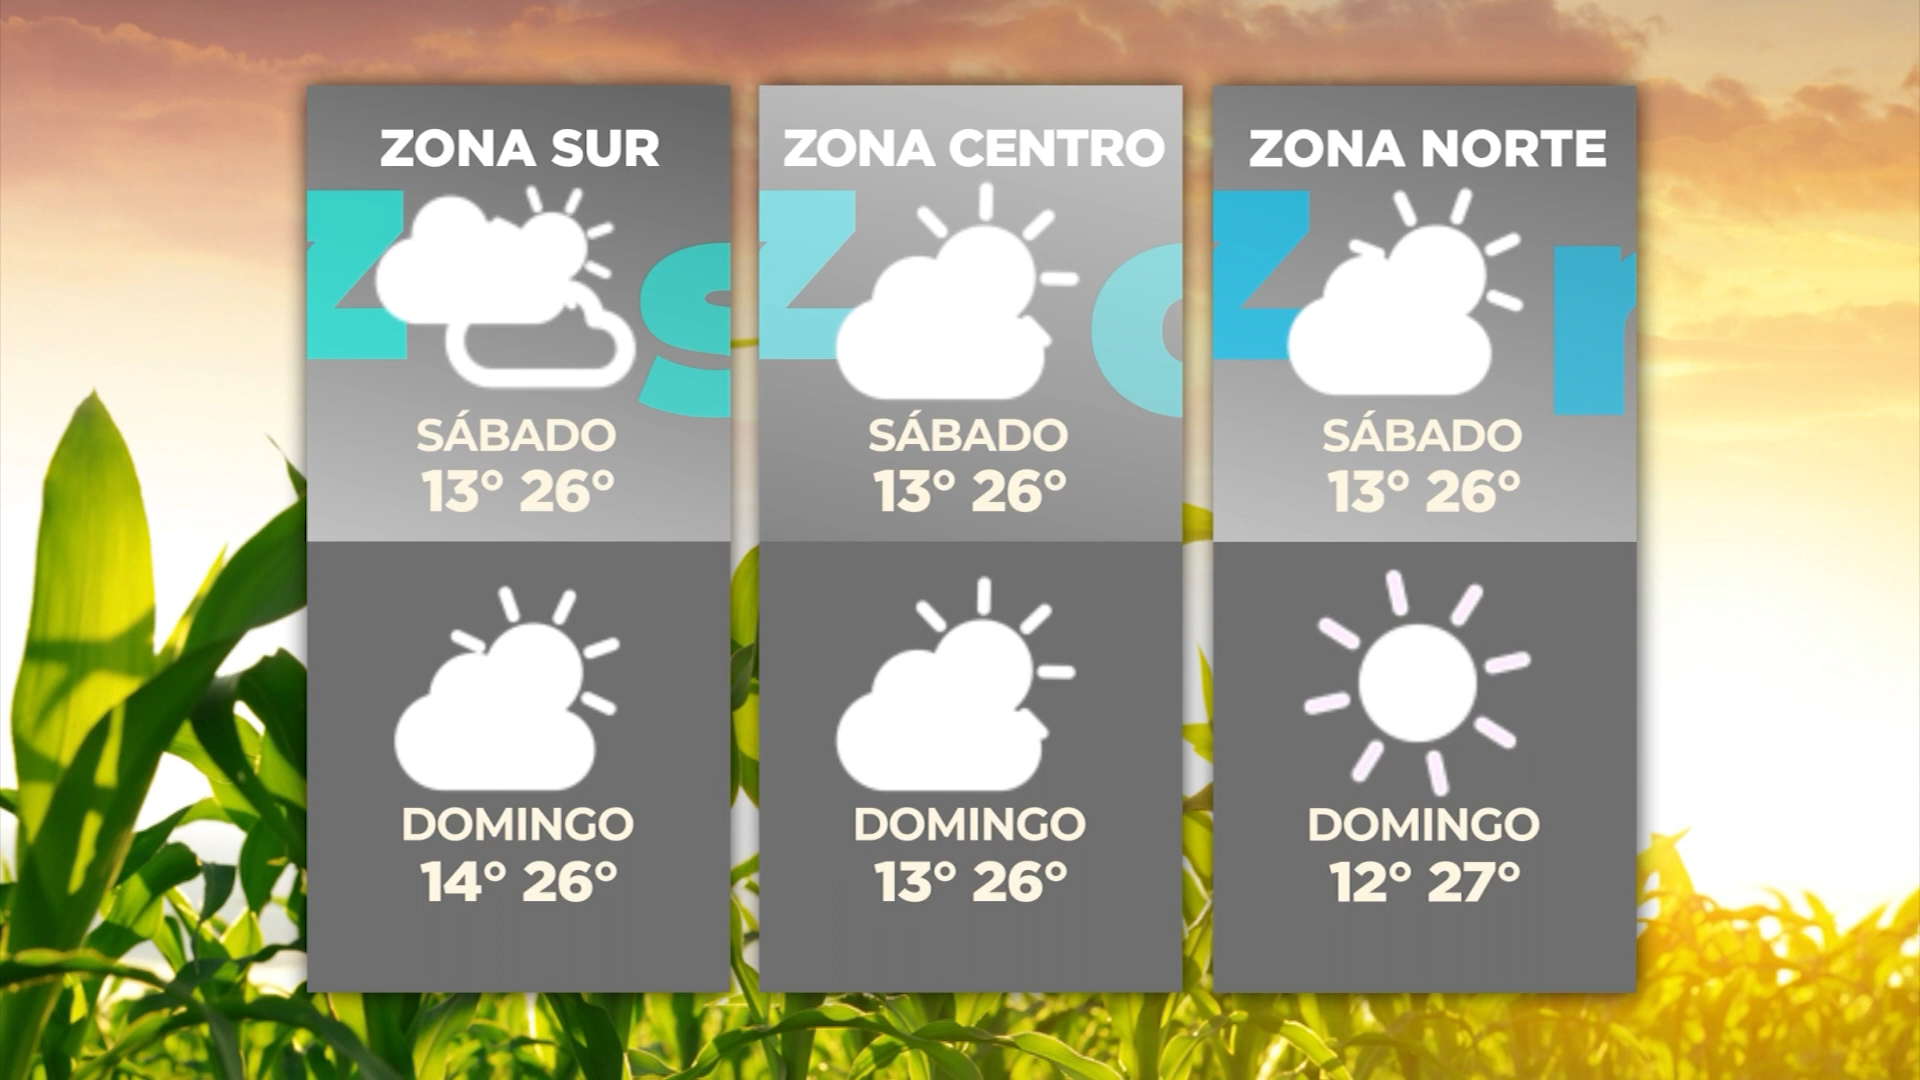 ZONA SUR
z s
SÁBADO
13° 26°
DOMINGO
14° 26°
ZONA CENTRO
z c
SÁBADO
13° 26°
DOMINGO
13° 26°
ZONA NORTE
z n
SÁBADO
13° 26°
DOMINGO
12° 27°